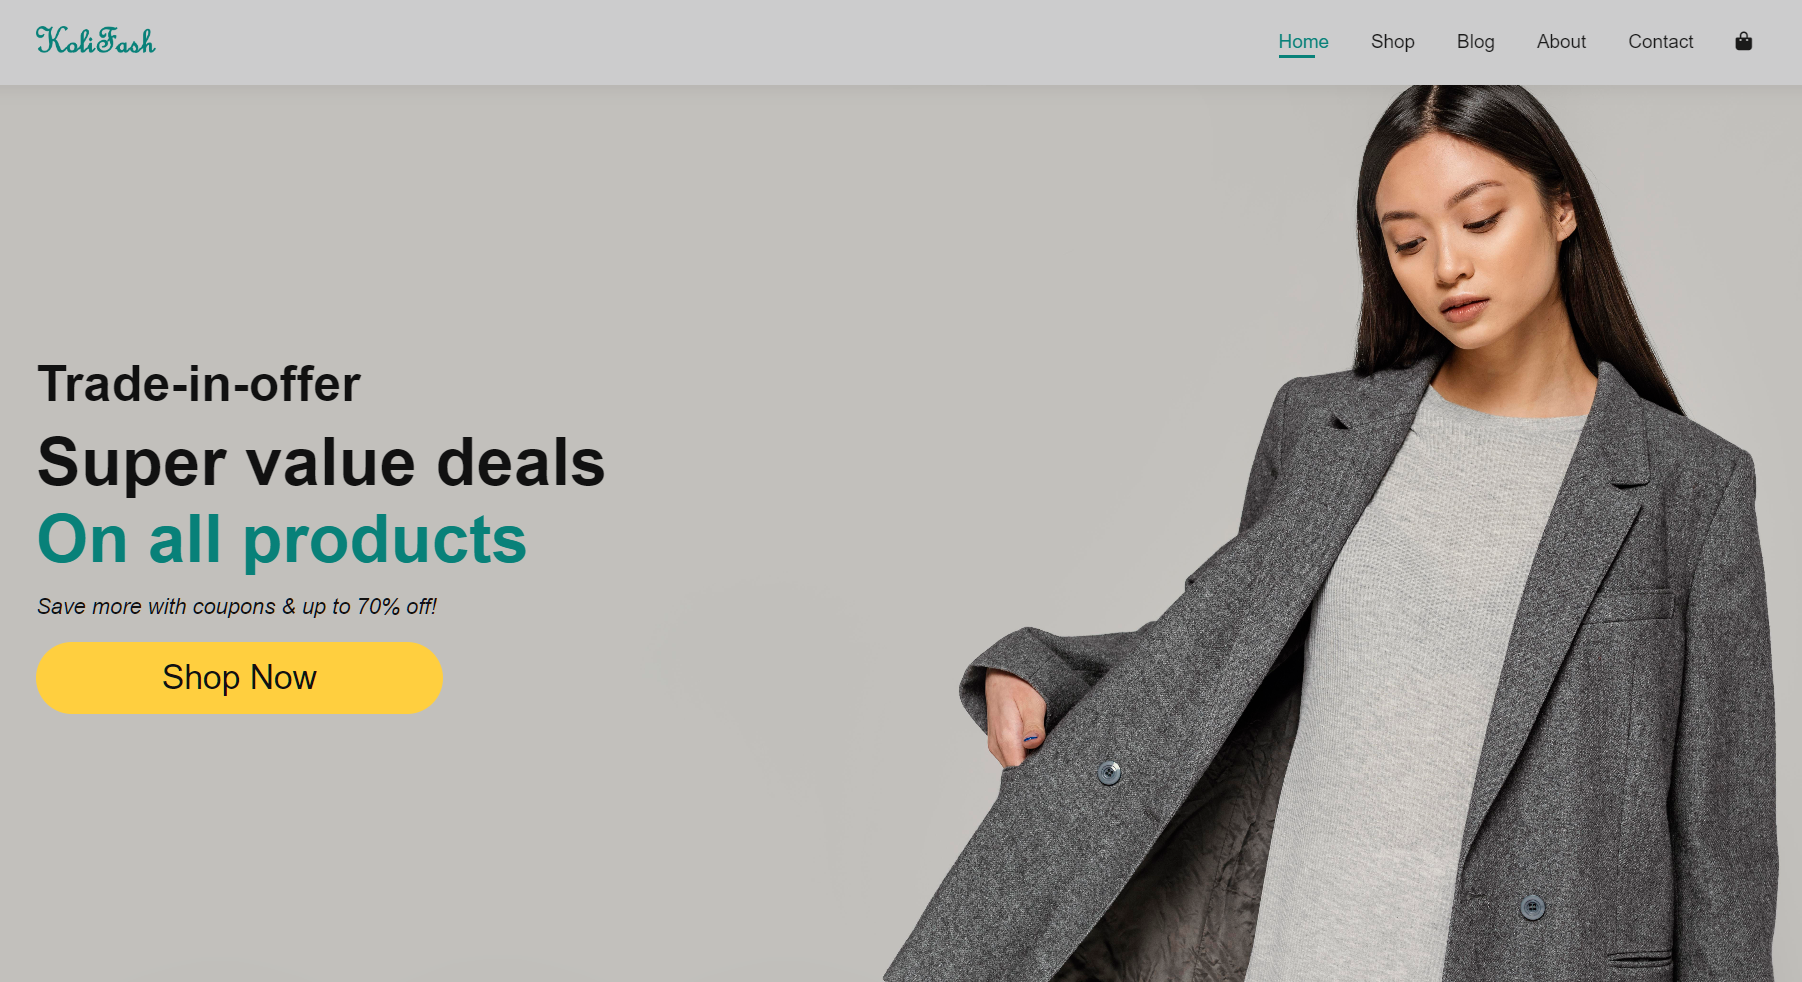 KoliFash
Home Shop Blog About Contact
Trade-in-offer
Super value deals
On all products
Save more with coupons & up to 70% off!
Shop Now